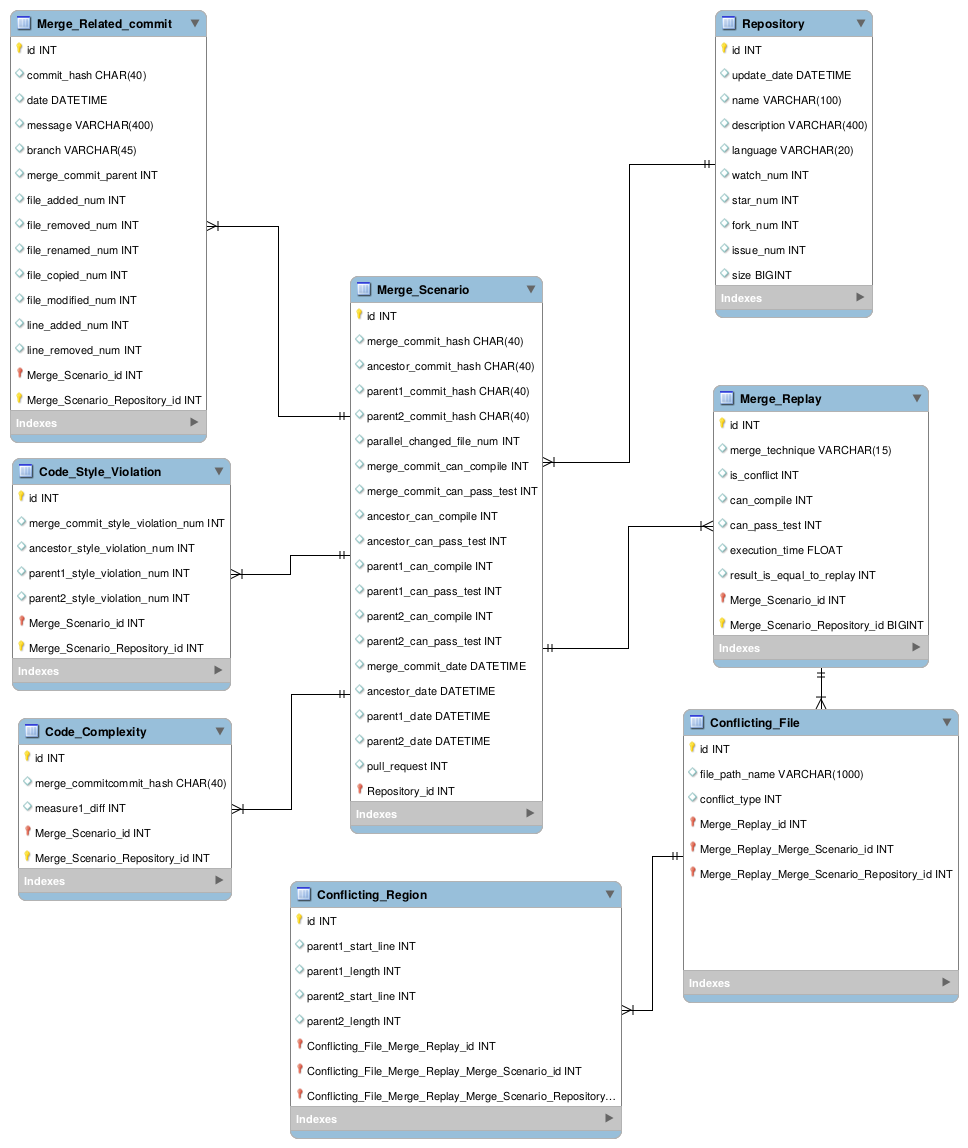 Merge_Related_commit
id INT
commit_hash CHAR(40)
date DATETIME
message VARCHAR(400)
branch VARCHAR(45)
merge_commit_parent INT
file_added_num INT
file_removed_num INT
file_renamed_num INT
file_copied_num INT
file_modified_num INT
line_added_num INT
line_removed_num INT
Merge_Scenario_id INT
Merge_Scenario_Repository_id INT
Indexes
Repository
id INT
update_date DATETIME
name VARCHAR(100)
description VARCHAR(400)
language VARCHAR(20)
watch_num INT
star_num INT
fork_num INT
issue_num INT
size BIGINT
Indexes
Merge_Scenario
id INT
merge_commit_hash CHAR(40)
ancestor_commit_hash CHAR(40)
parent1_commit_hash CHAR(40)
parent2_commit_hash CHAR(40)
parallel_changed_file_num INT
merge_commit_can_compile INT
merge_commit_can_pass_test INT
ancestor_can_compile INT
ancestor_can_pass_test INT
parent1_can_compile INT
parent1_can_pass_test INT
parent2_can_compile INT
parent2_can_pass_test INT
merge_commit_date DATETIME
ancestor_date DATETIME
parent1_date DATETIME
parent2_date DATETIME
pull_request INT
Repository_id INT
Indexes
Merge_Replay
id INT
merge_technique VARCHAR(15)
is_conflict INT
can_compile INT
can_pass_test INT
execution_time FLOAT
result_is_equal_to_replay INT
Merge_Scenario_id INT
Merge_Scenario_Repository_id BIGINT
Indexes
Code_Style_Violation
id INT
merge_commit_style_violation_num INT
ancestor_style_violation_num INT
parent1_style_violation_num INT
parent2_style_violation_num INT
Merge_Scenario_id INT
Merge_Scenario_Repository_id INT
Indexes
Code_Complexity
id INT
merge_commitcommit_hash CHAR(40)
measure1_diff INT
Merge_Scenario_id INT
Merge_Scenario_Repository_id INT
Indexes
Conflicting_File
id INT
file_path_name VARCHAR(1000)
conflict_type INT
Merge_Replay_id INT
Merge_Replay_Merge_Scenario_id INT
Merge_Replay_Merge_Scenario_Repository_id INT
Indexes
Conflicting_Region
id INT
parent1_start_line INT
parent1_length INT
parent2_start_line INT
parent2_length INT
Conflicting_File_Merge_Replay_id INT
Conflicting_File_Merge_Replay_Merge_Scenario_id INT
Conflicting_File_Merge_Replay_Merge_Scenario_Repository...
Indexes